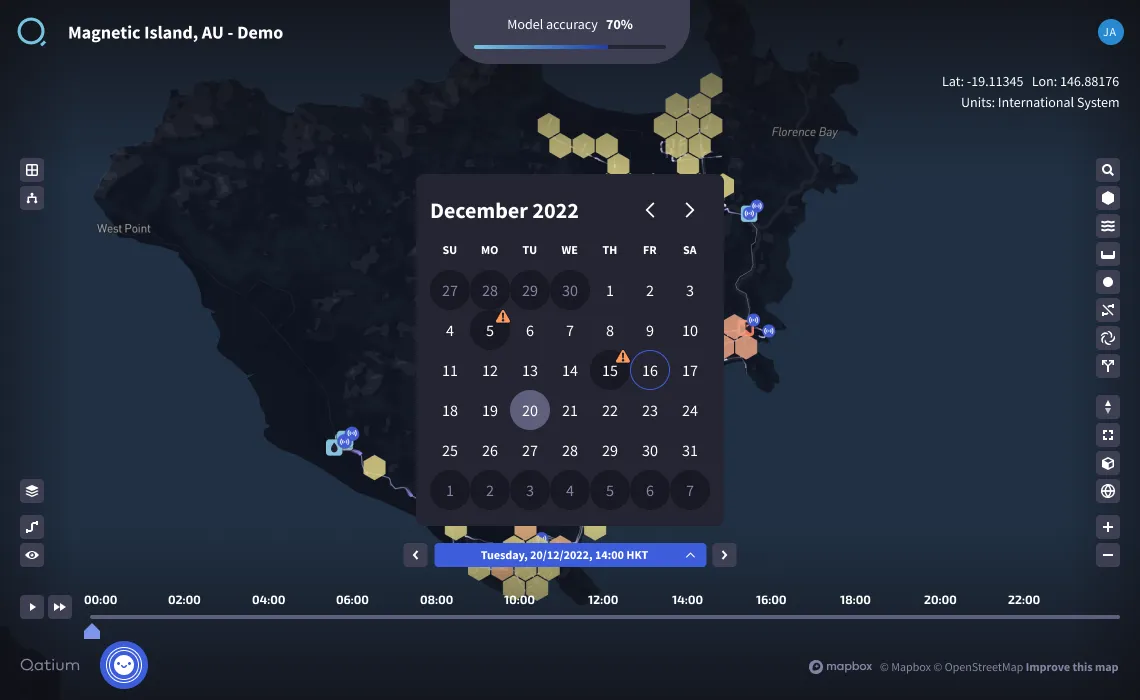 Model accuracy 70%
Magnetic Island, AU - Demo
JA
Lat: -19.11345 Lon: 146.88176
Units: International System
Florence Bay
West Point
December 2022
SU MO TU WE TH FR SA
27 28 29 30 1 2 3
4 5 6 7 8 9 10
11 12 13 14 15 16 17
18 19 20 21 22 23 24
25 26 27 28 29 30 31
1 2 3 4 5 6 7
Tuesday, 20/12/2022, 14:00 HKT
00:00 02:00 04:00 06:00 08:00 10:00 12:00 14:00 16:00 18:00 20:00 22:00
Qatium
mapbox © Mapbox © OpenStreetMap Improve this map